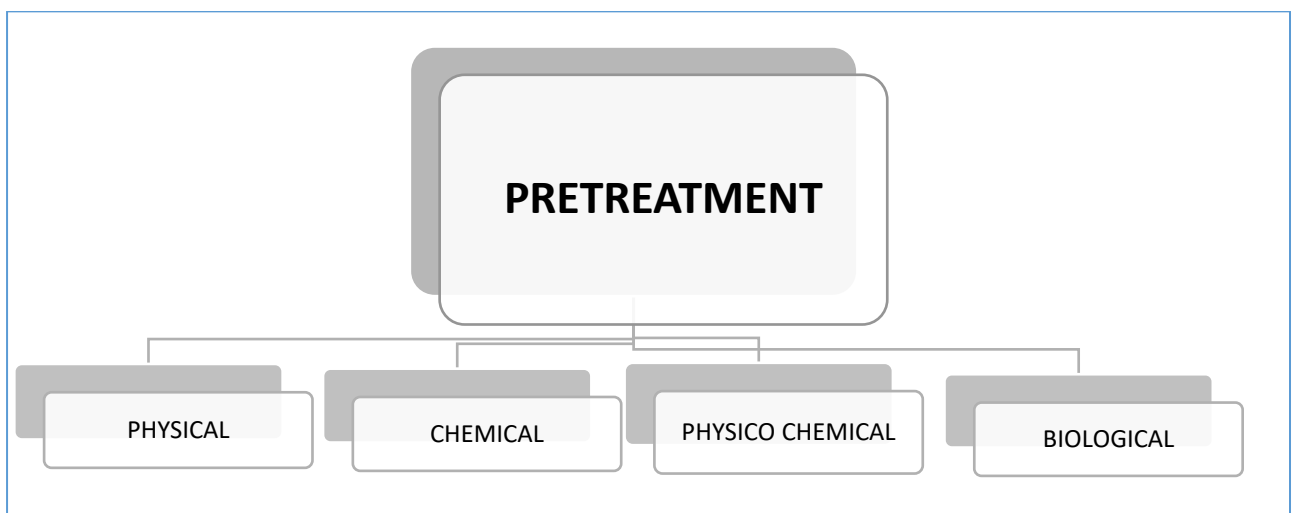 PRETREATMENT
PHYSICAL
CHEMICAL
PHYSICO CHEMICAL
BIOLOGICAL